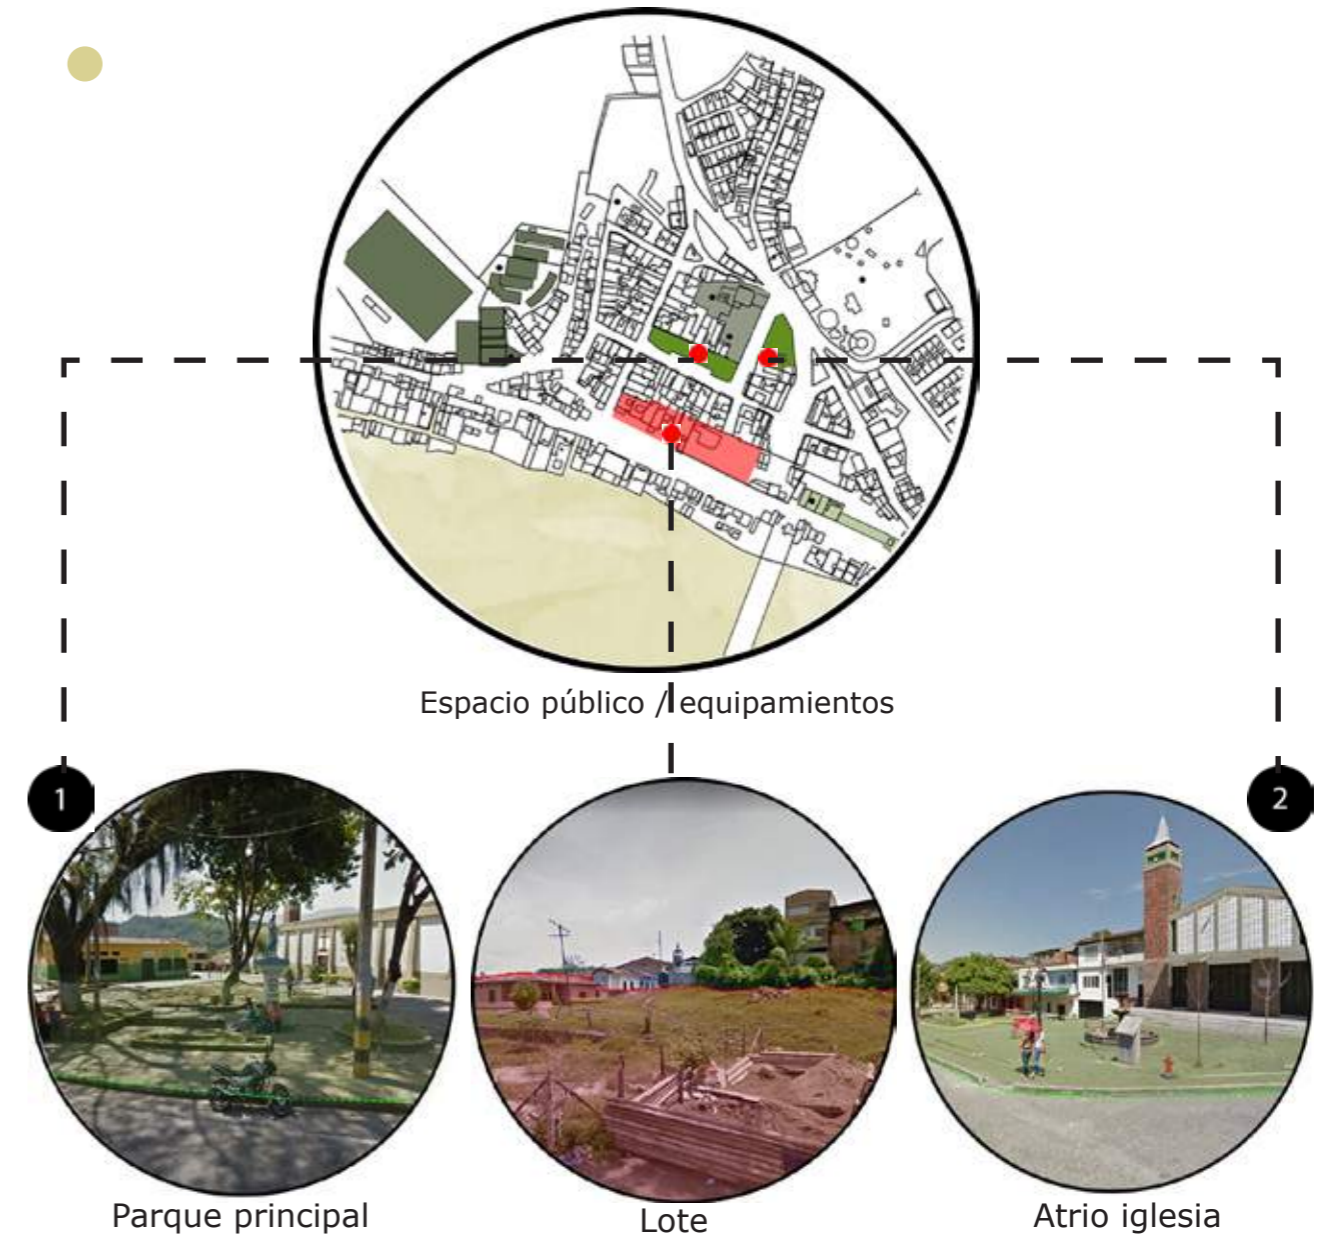 Espacio público / equipamientos
1
2
Parque principal
Lote
Atrio iglesia